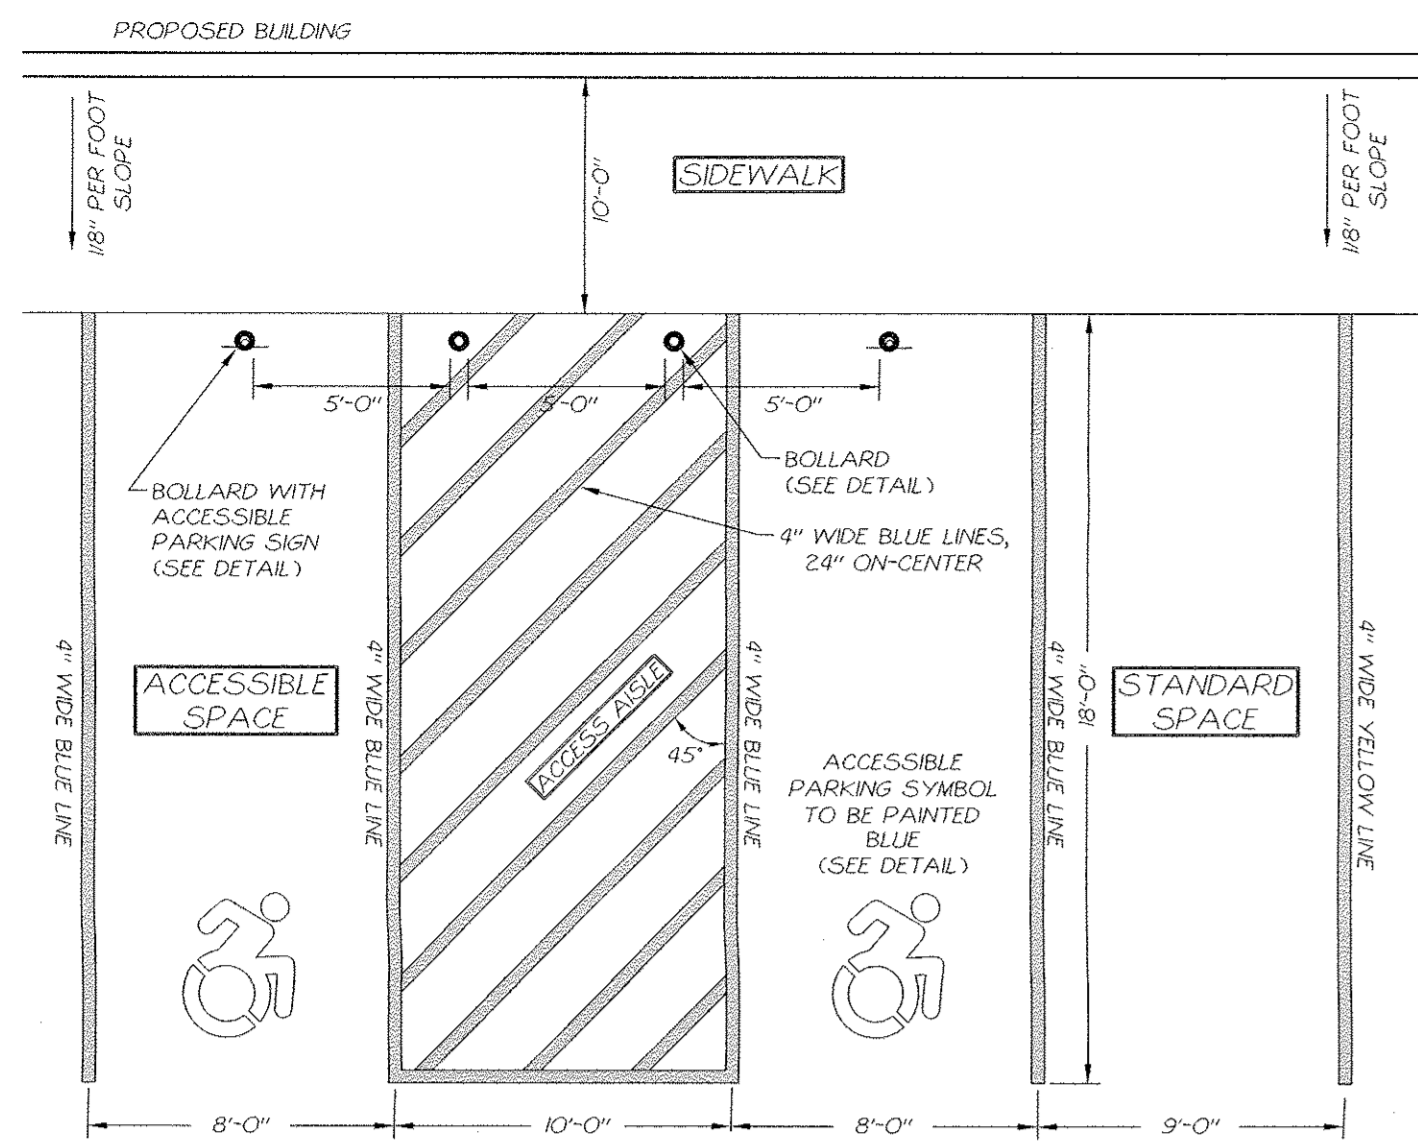 PROPOSED BUILDING
1/8" PER FOOT
SLOPE
10'-0"
SIDEWALK
1/8" PER FOOT
SLOPE
5'-0"
5'-0"
5'-0"
BOLLARD WITH
ACCESSIBLE
PARKING SIGN
(SEE DETAIL)
BOLLARD
(SEE DETAIL)
4" WIDE BLUE LINES,
24" ON-CENTER
4" WIDE BLUE LINE
ACCESSIBLE
SPACE
4" WIDE BLUE LINE
ACCESS AISLE
45°
4" WIDE BLUE LINE
ACCESSIBLE
PARKING SYMBOL
TO BE PAINTED
BLUE
(SEE DETAIL)
4" WIDE BLUE LINE
18'-0"
STANDARD
SPACE
4" WIDE YELLOW LINE
8'-0"
10'-0"
8'-0"
9'-0"